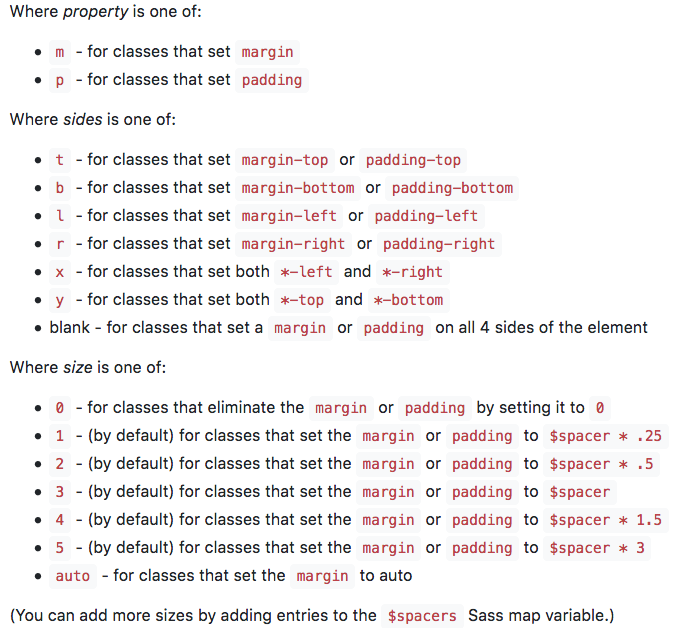 Where property is one of:
• m - for classes that set margin
• p - for classes that set padding
Where sides is one of:
• t - for classes that set margin-top or padding-top
• b - for classes that set margin-bottom or padding-bottom
• l - for classes that set margin-left or padding-left
• r - for classes that set margin-right or padding-right
• x - for classes that set both *-left and *-right
• y - for classes that set both *-top and *-bottom
• blank - for classes that set a margin or padding on all 4 sides of the element
Where size is one of:
• 0 - for classes that eliminate the margin or padding by setting it to 0
• 1 - (by default) for classes that set the margin or padding to $spacer * .25
• 2 - (by default) for classes that set the margin or padding to $spacer * .5
• 3 - (by default) for classes that set the margin or padding to $spacer
• 4 - (by default) for classes that set the margin or padding to $spacer * 1.5
• 5 - (by default) for classes that set the margin or padding to $spacer * 3
• auto - for classes that set the margin to auto
(You can add more sizes by adding entries to the $spacers Sass map variable.)